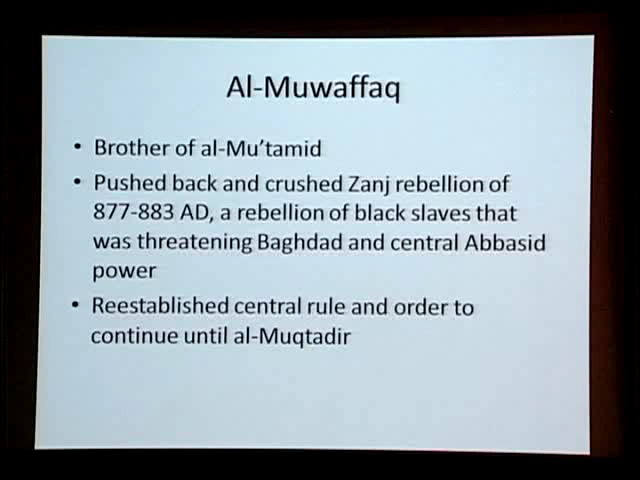 Al-Muwaffaq
• Brother of al-Mu'tamid
• Pushed back and crushed Zanj rebellion of
877-883 AD, a rebellion of black slaves that
was threatening Baghdad and central Abbasid
power
• Reestablished central rule and order to
continue until al-Muqtadir